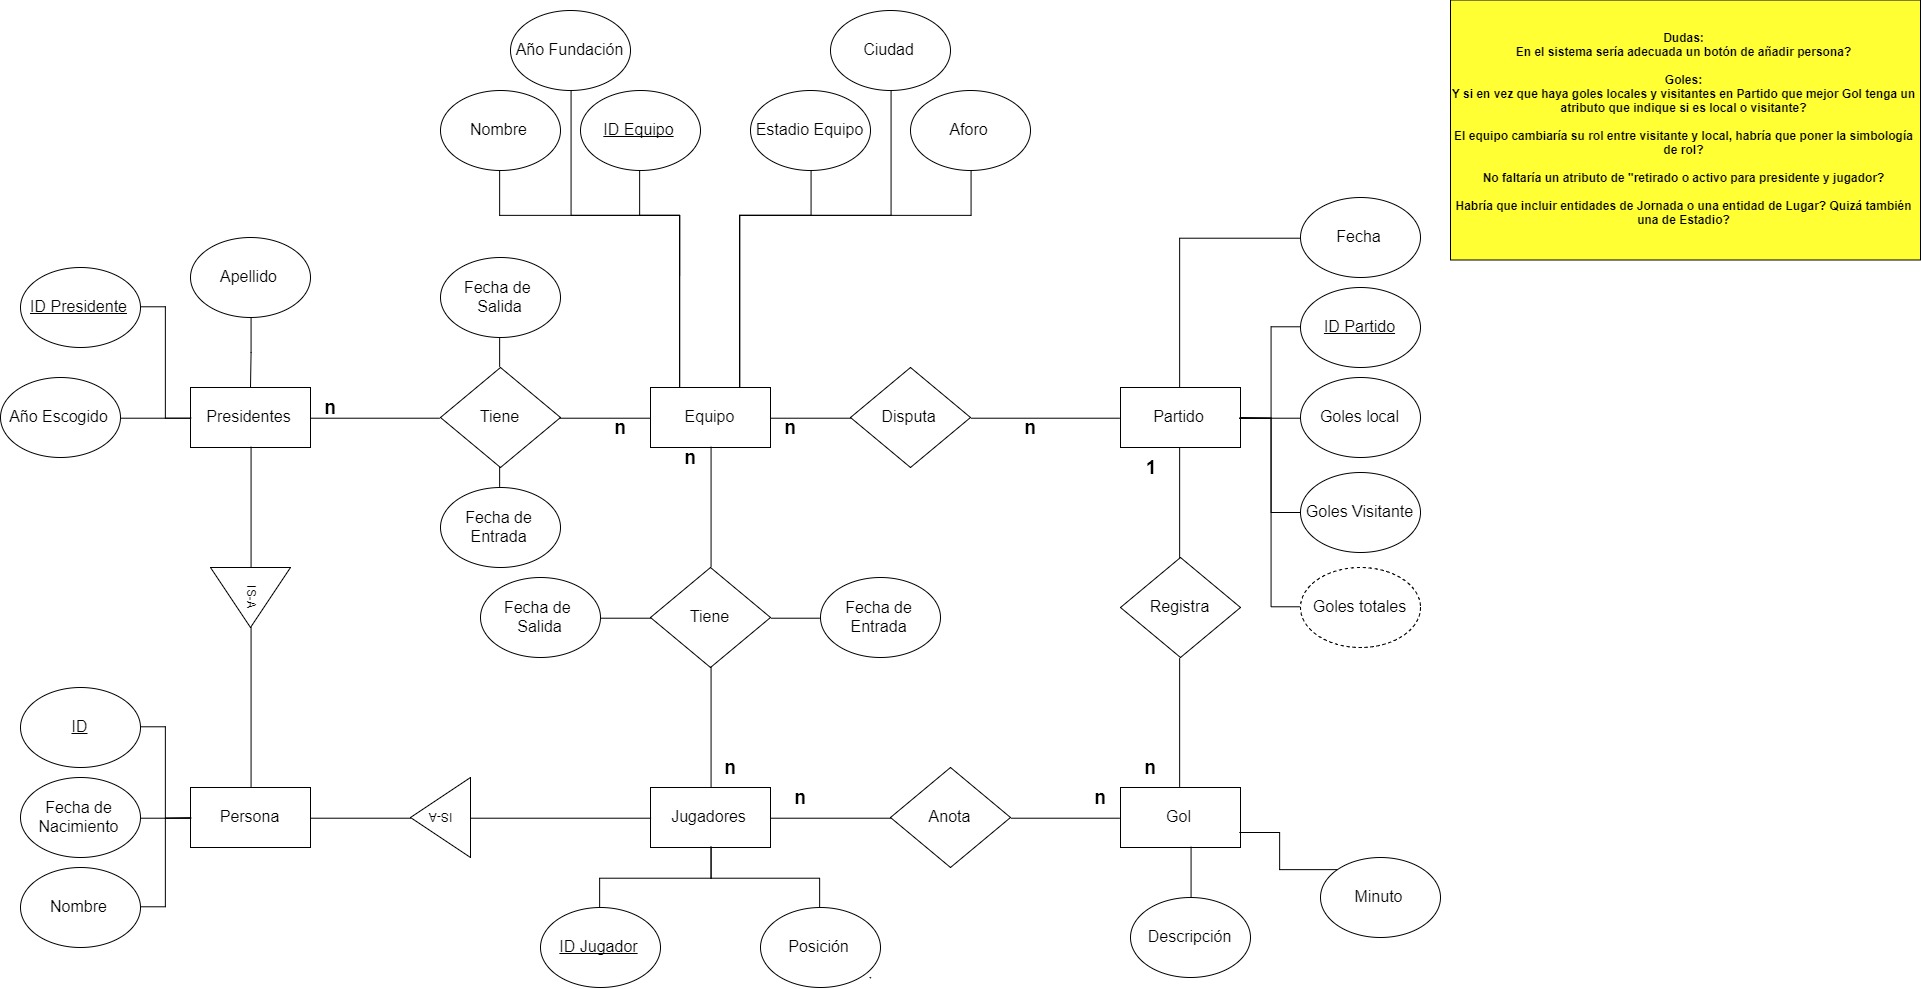 Año Fundación
Ciudad
Nombre
ID Equipo
Estadio Equipo
Aforo
Dudas:
En el sistema sería adecuada un botón de añadir persona?
Goles:
Y si en vez que haya goles locales y visitantes en Partido que mejor Gol tenga un
atributo que indique si es local o visitante?
El equipo cambiaría su rol entre visitante y local, habría que poner la simbología
de rol?
No faltaría un atributo de "retirado o activo para presidente y jugador?
Habría que incluir entidades de Jornada o una entidad de Lugar? Quizá también
una de Estadio?
Fecha
Apellido
ID Presidente
Fecha de
Salida
ID Partido
Año Escogido
Presidentes
n
Tiene
n
Equipo
n
n
Disputa
n
Partido
1
Goles local
Fecha de
Entrada
Goles Visitante
IS-A
Fecha de
Salida
Tiene
Fecha de
Entrada
Registra
Goles totales
ID
n
n
Fecha de
Nacimiento
Persona
IS-A
Jugadores
n
Anota
n
Gol
Nombre
ID Jugador
Posición
Descripción
Minuto